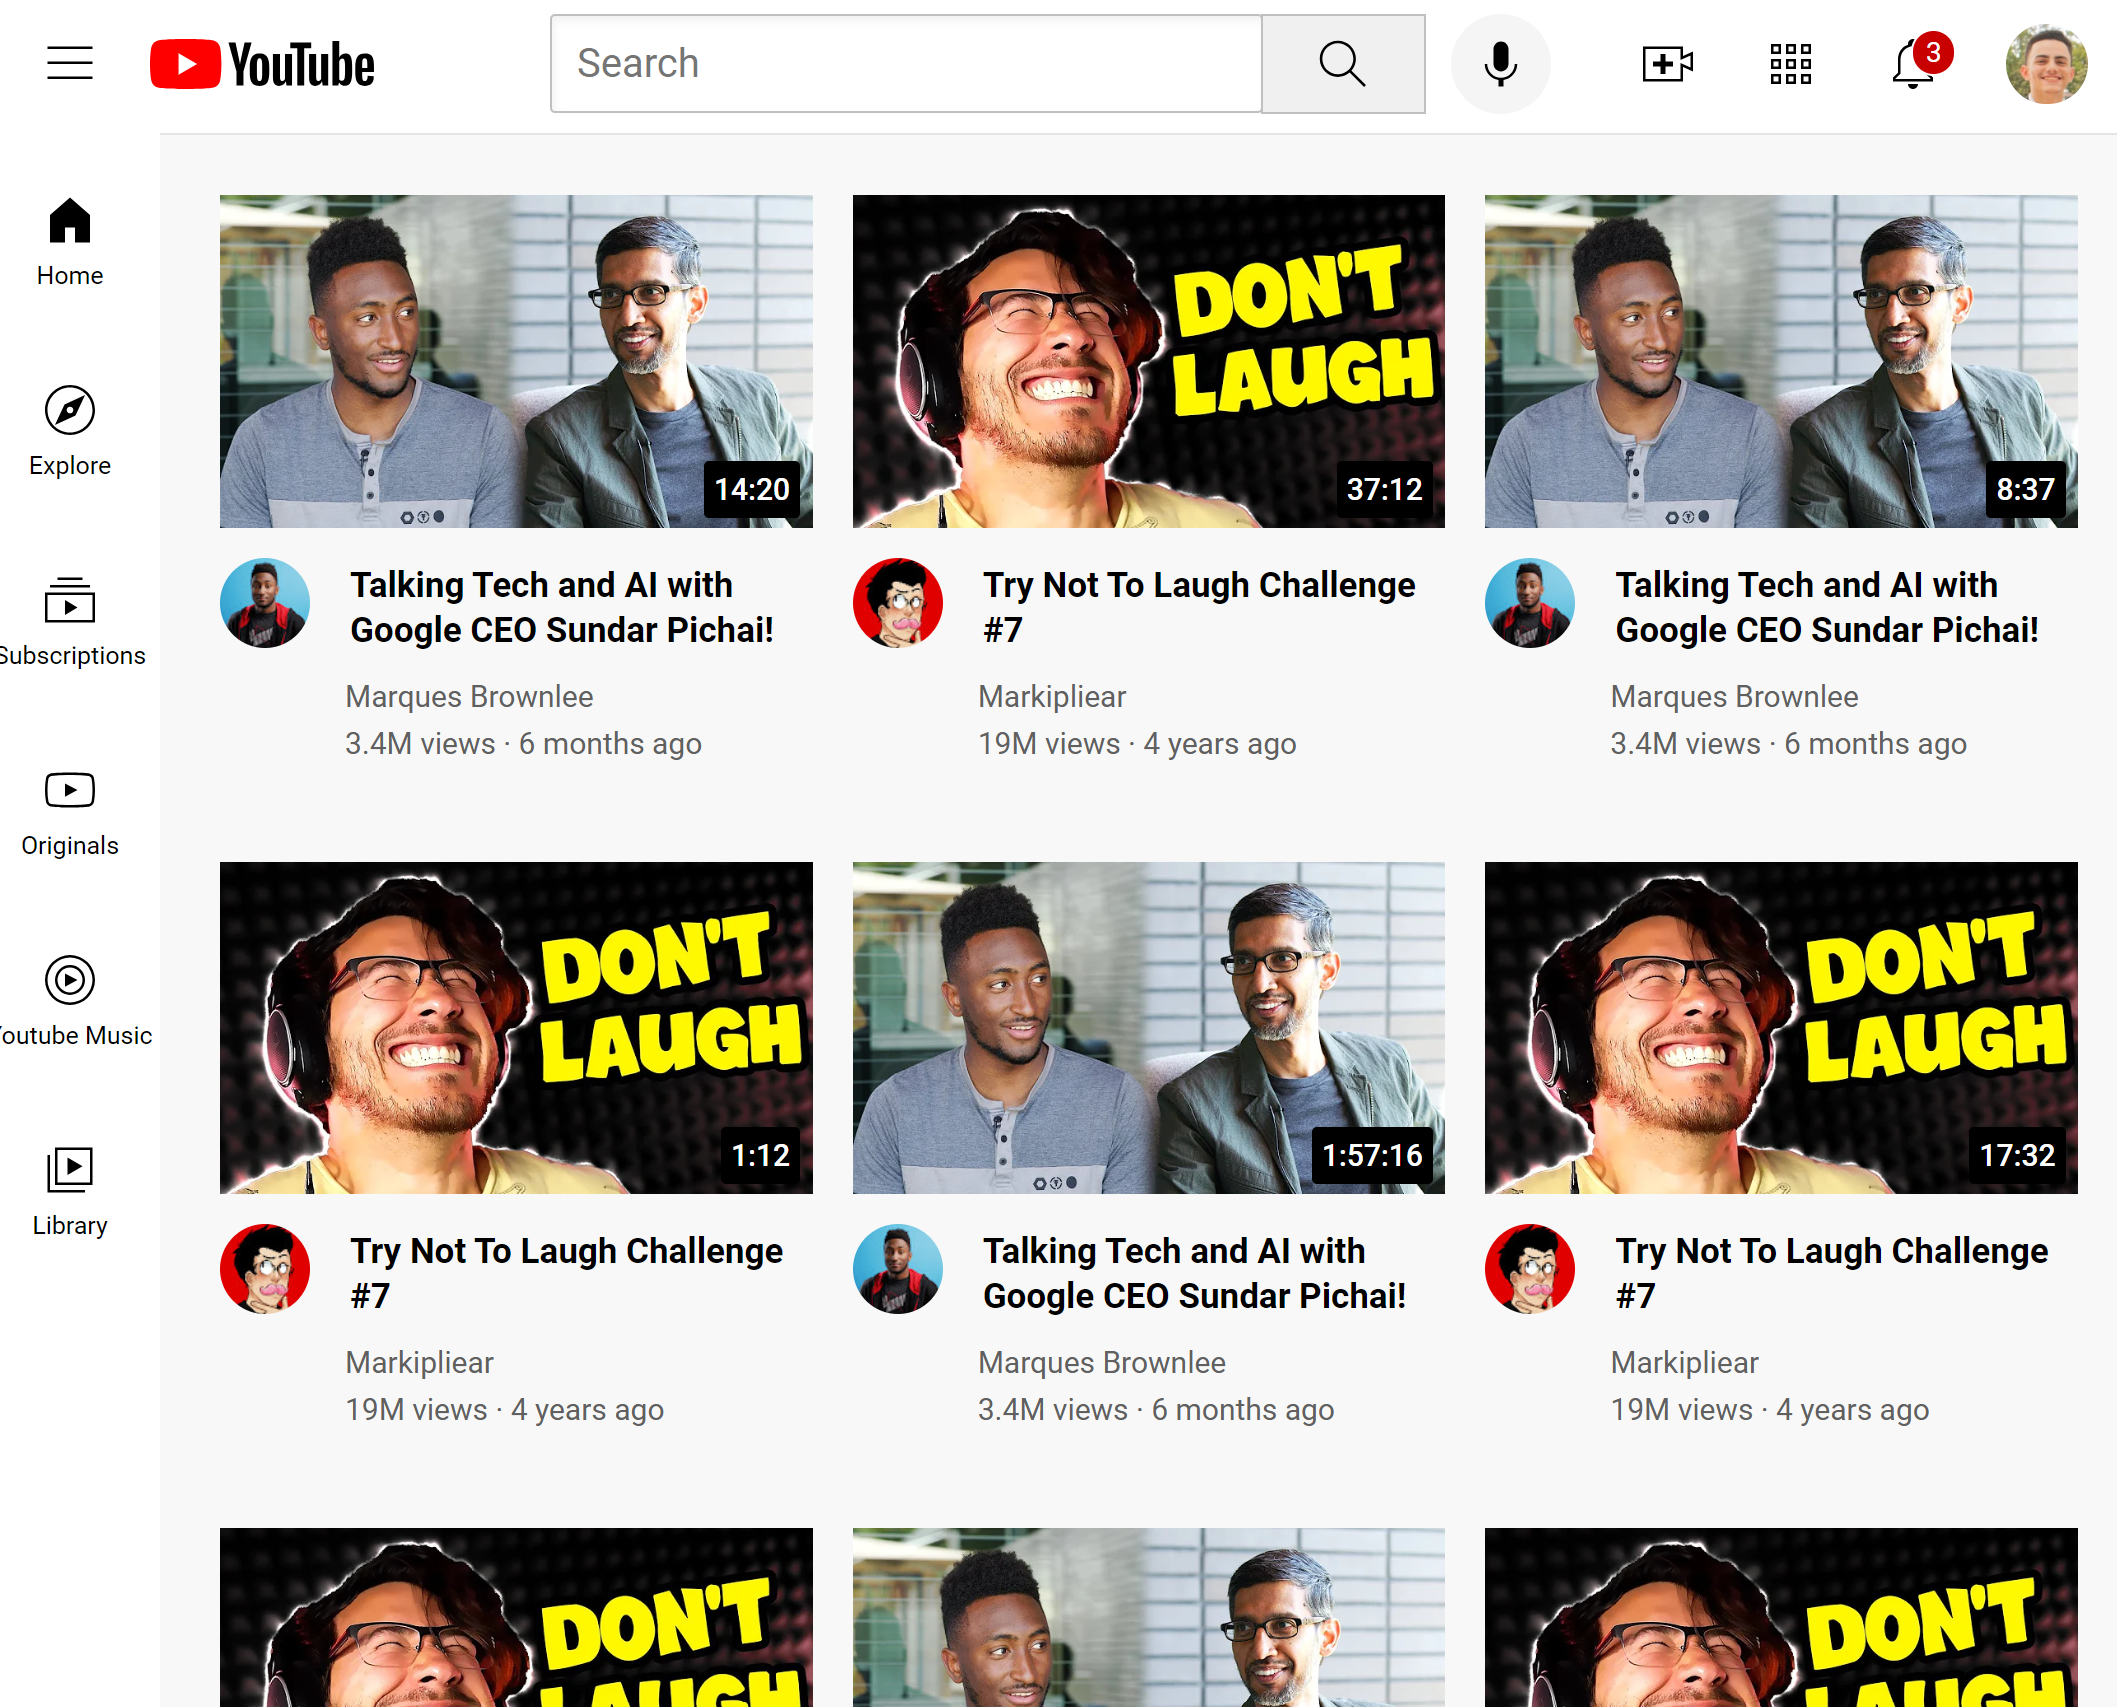 YouTube
Search
3
Home
Explore
Subscriptions
Originals
Youtube Music
Library
DON'T
LAUGH
14:20
37:12
8:37
Talking Tech and AI with
Google CEO Sundar Pichai!
Marques Brownlee
3.4M views · 6 months ago
Try Not To Laugh Challenge
#7
Markipliear
19M views · 4 years ago
Talking Tech and AI with
Google CEO Sundar Pichai!
Marques Brownlee
3.4M views · 6 months ago
DON'T
LAUGH
DON'T
LAUGH
1:12
1:57:16
17:32
Try Not To Laugh Challenge
#7
Markipliear
19M views · 4 years ago
Talking Tech and AI with
Google CEO Sundar Pichai!
Marques Brownlee
3.4M views · 6 months ago
Try Not To Laugh Challenge
#7
Markipliear
19M views · 4 years ago
DON'T
LAUGH
DON'T
LAUGH